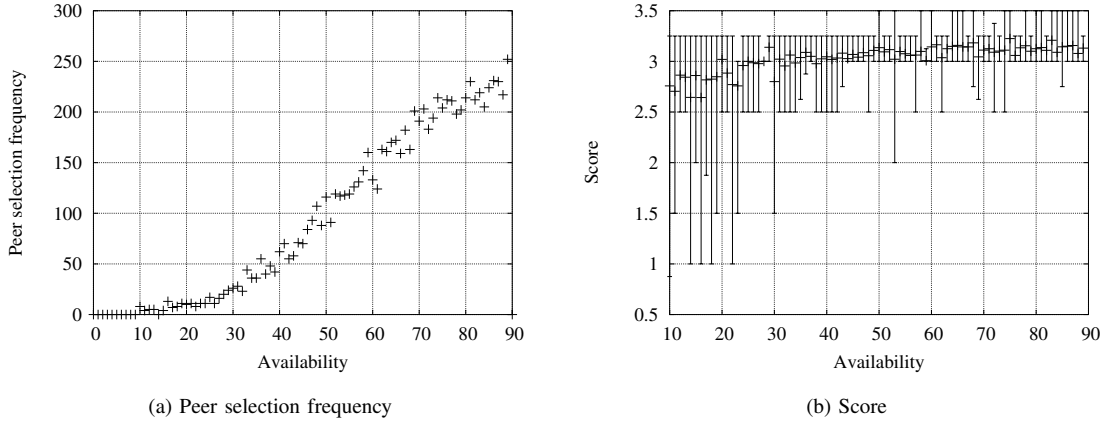 300
250
200
150
100
50
0
Peer selection frequency
0 10 20 30 40 50 60 70 80 90
Availability
(a) Peer selection frequency
3.5
3
2.5
2
1.5
1
0.5
Score
10 20 30 40 50 60 70 80 90
Availability
(b) Score